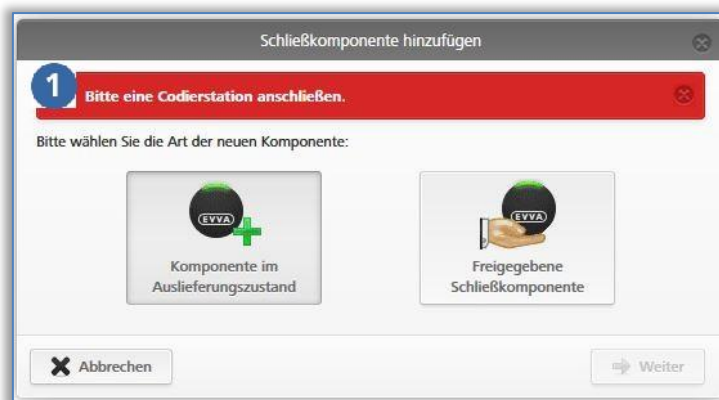 Schließkomponente hinzufügen
1
Bitte eine Codierstation anschließen.
Bitte wählen Sie die Art der neuen Komponente:
EVVA
Komponente im
Auslieferungszustand
EVVA
Freigegebene
Schließkomponente
Abbrechen
Weiter